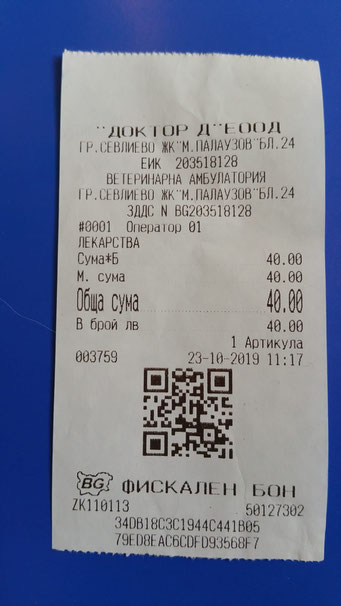 "ДОКТОР Д"ЕООД
ГР.СЕВЛИЕВО ЖК"М.ПАЛАУЗОВ"БЛ.24
ЕИК 203518128
ВЕТЕРИНАРНА АМБУЛАТОРИЯ
ГР.СЕВЛИЕВО ЖК"М.ПАЛАУЗОВ"БЛ.24
ЗДДС N BG203518128
#0001 Оператор 01
ЛЕКАРСТВА
Сума*Б 40.00
М. сума 40.00
Обща сума 40.00
В брой лв 40.00
1 Артикула
003759 23-10-2019 11:17
BG ФИСКАЛЕН БОН
ZK110113 50127302
34DB18C3C1944C441B05
79ED8EAC6CDFD93568F7